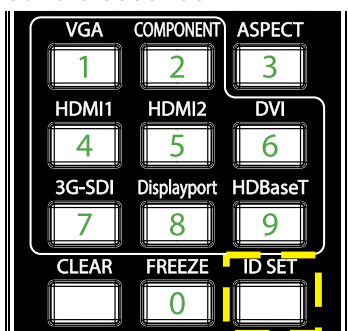 VGA COMPONENT ASPECT
1 2 3
HDMI1 HDMI2 DVI
4 5 6
3G-SDI Displayport HDBaseT
7 8 9
CLEAR FREEZE ID SET
0